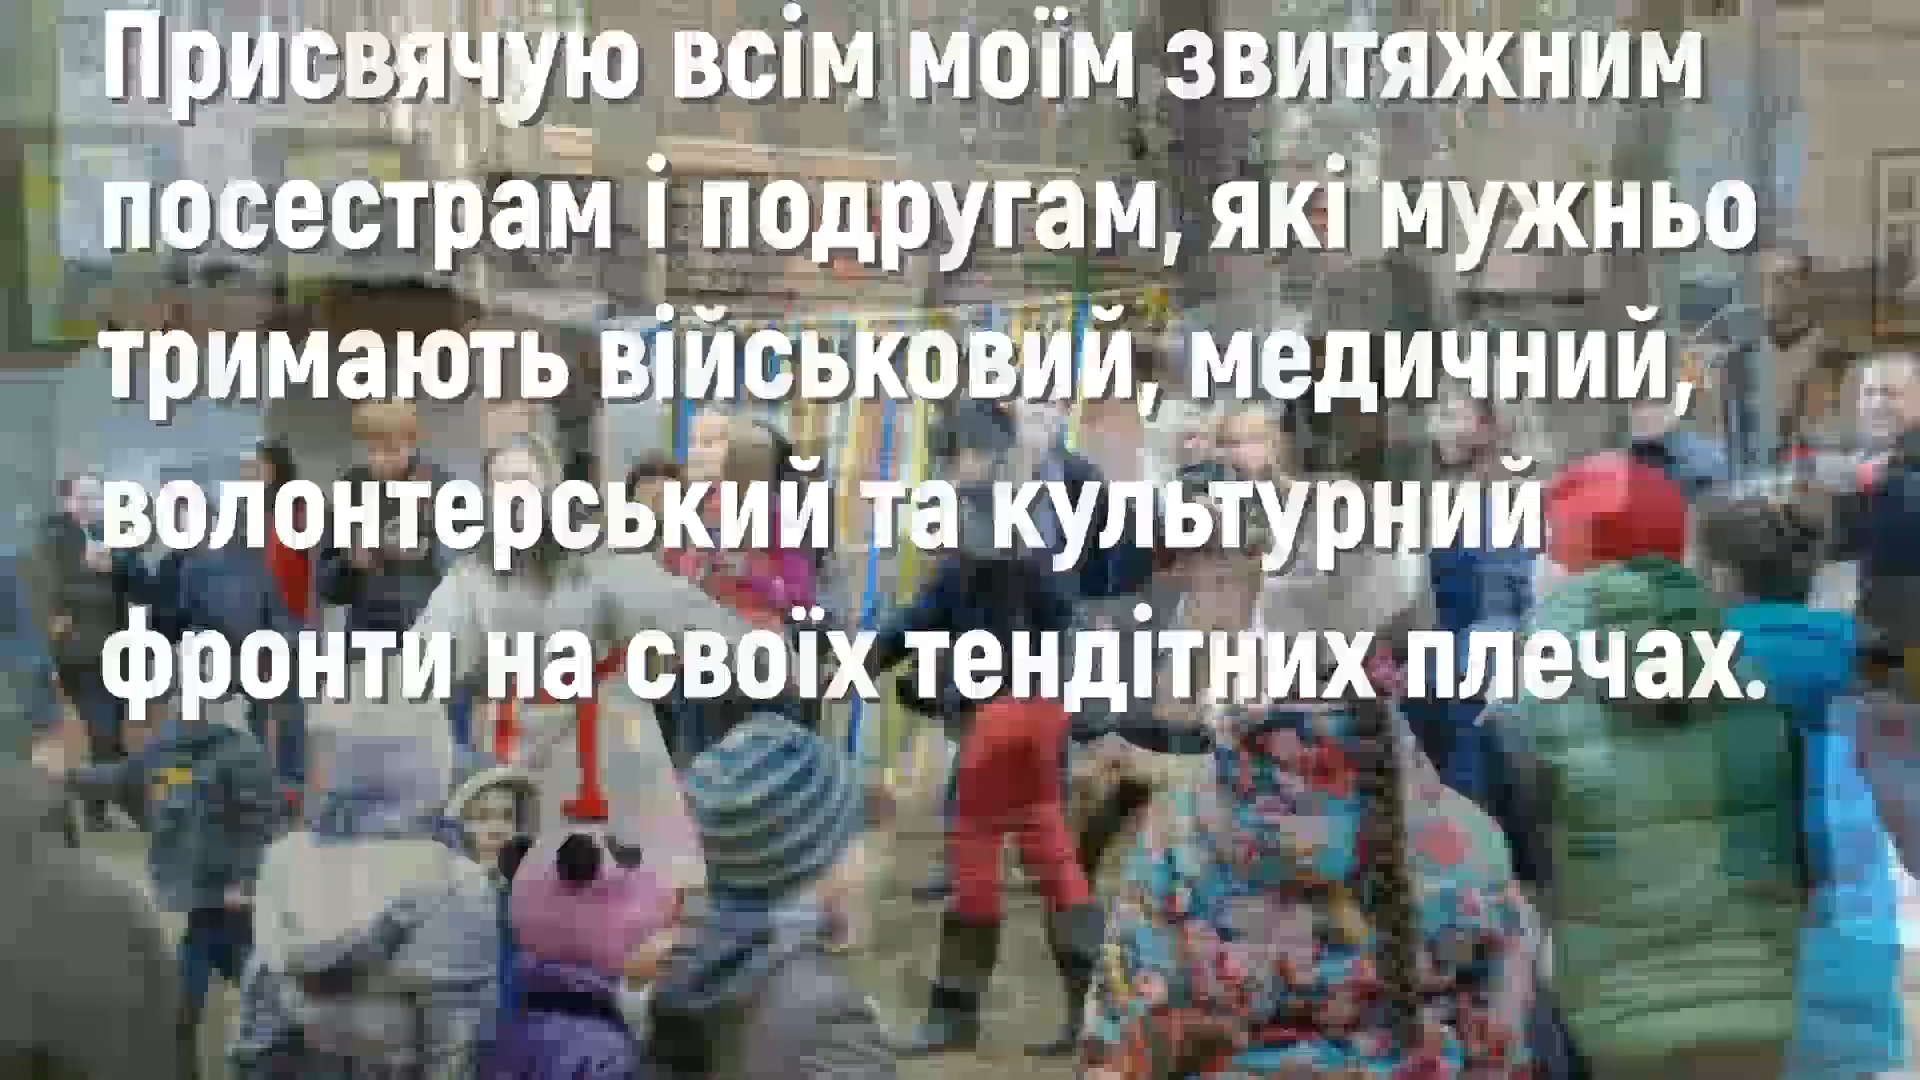 Присвячую всім моїм звитяжним
посестрам і подругам, які мужньо
тримають військовий, медичний,
волонтерський та культурний
фронти на своїх тендітних плечах.